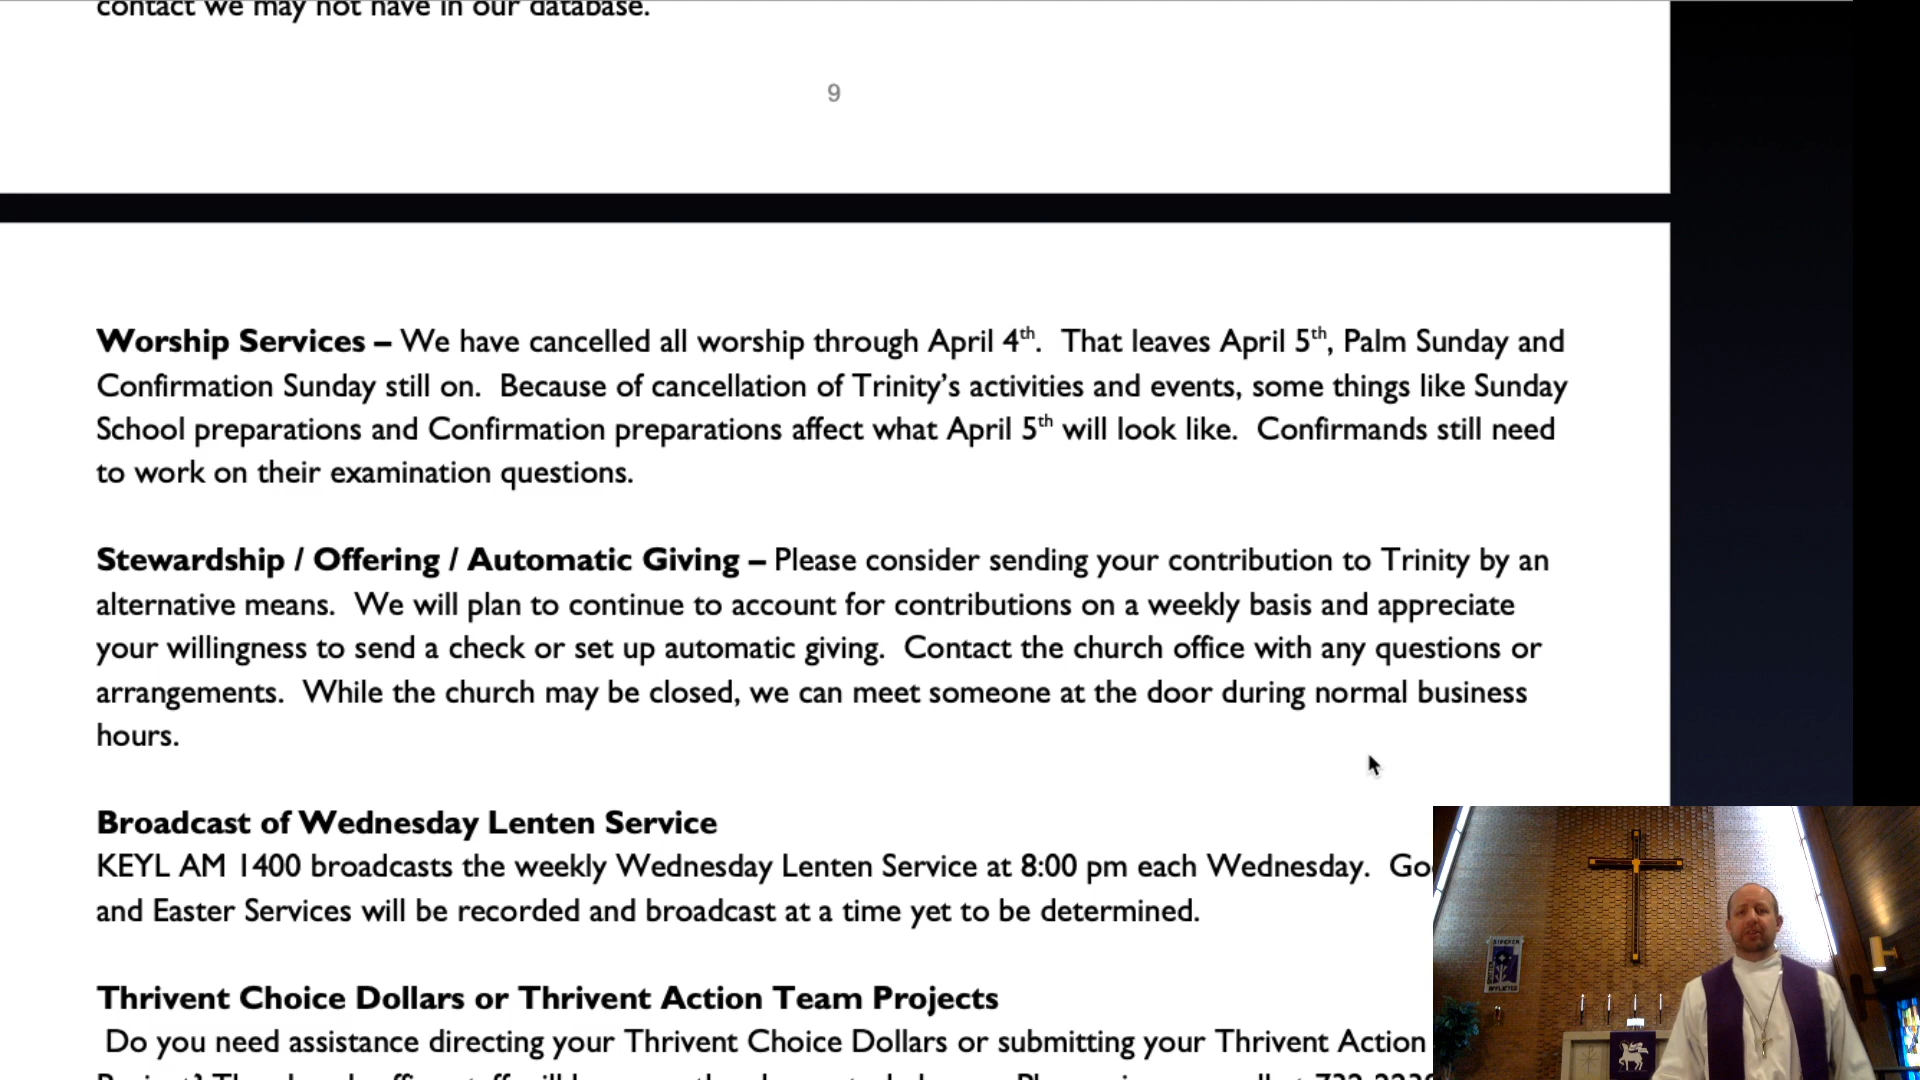 contact we may not have in our database.
9
Worship Services – We have cancelled all worship through April 4th.  That leaves April 5th, Palm Sunday and
Confirmation Sunday still on.  Because of cancellation of Trinity’s activities and events, some things like Sunday
School preparations and Confirmation preparations affect what April 5th will look like.  Confirmands still need
to work on their examination questions.
Stewardship / Offering / Automatic Giving – Please consider sending your contribution to Trinity by an
alternative means.  We will plan to continue to account for contributions on a weekly basis and appreciate
your willingness to send a check or set up automatic giving.  Contact the church office with any questions or
arrangements.  While the church may be closed, we can meet someone at the door during normal business
hours.
Broadcast of Wednesday Lenten Service
KEYL AM 1400 broadcasts the weekly Wednesday Lenten Service at 8:00 pm each Wednesday.
and Easter Services will be recorded and broadcast at a time yet to be determined.
Thrivent Choice Dollars or Thrivent Action Team Projects
Do you need assistance directing your Thrivent Choice Dollars or submitting your Thrivent Action